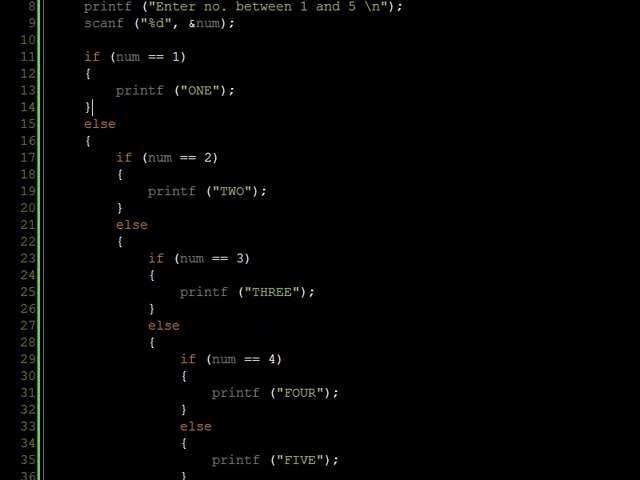 8 printf ("Enter no. between 1 and 5 \n");
9 scanf ("%d", &num);
10
11 if (num == 1)
12 {
13 printf ("ONE");
14 }
15 else
16 {
17 if (num == 2)
18 {
19 printf ("TWO");
20 }
21 else
22 {
23 if (num == 3)
24 {
25 printf ("THREE");
26 }
27 else
28 {
29 if (num == 4)
30 {
31 printf ("FOUR");
32 }
33 else
34 {
35 printf ("FIVE");
36 }